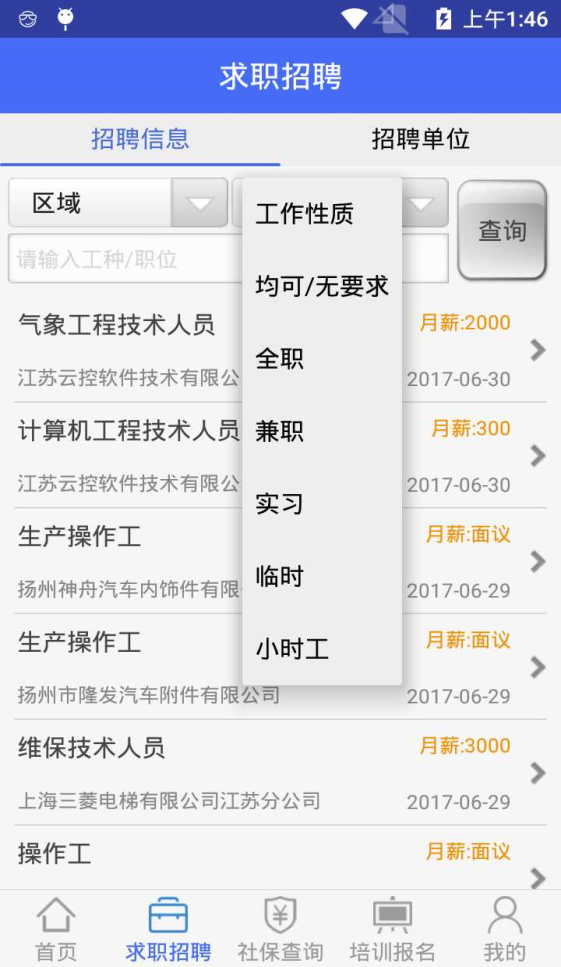 上午1:46
求职招聘
招聘信息
招聘单位
区域
查询
请输入工种/职位
工作性质
均可/无要求
全职
兼职
实习
临时
小时工
气象工程技术人员
月薪:2000
江苏云控软件技术有限公
2017-06-30
计算机工程技术人员
月薪:300
江苏云控软件技术有限公
2017-06-30
生产操作工
月薪:面议
扬州神舟汽车内饰件有限
2017-06-29
生产操作工
月薪:面议
扬州市隆发汽车附件有限公司
2017-06-29
维保技术人员
月薪:3000
上海三菱电梯有限公司江苏分公司
2017-06-29
操作工
月薪:面议
首页
求职招聘
社保查询
培训报名
我的